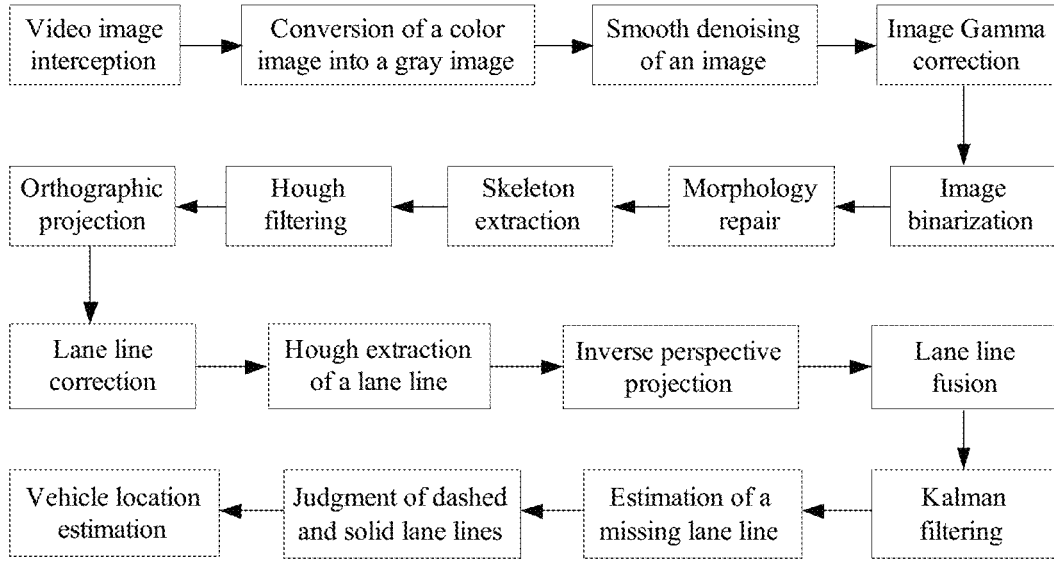 Video image
interception
Conversion of a color
image into a gray image
Smooth denoising
of an image
Image Gamma
correction
Image
binarization
Morphology
repair
Skeleton
extraction
Hough
filtering
Orthographic
projection
Lane line
correction
Hough extraction
of a lane line
Inverse perspective
projection
Lane line
fusion
Kalman
filtering
Estimation of a
missing lane line
Judgment of dashed
and solid lane lines
Vehicle location
estimation